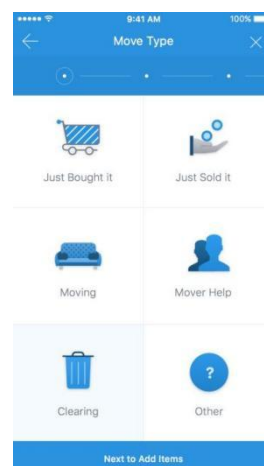 9:41 AM
100%
Move Type
Just Bought it
Just Sold it
Moving
Mover Help
?
Clearing
Other
Next to Add Items